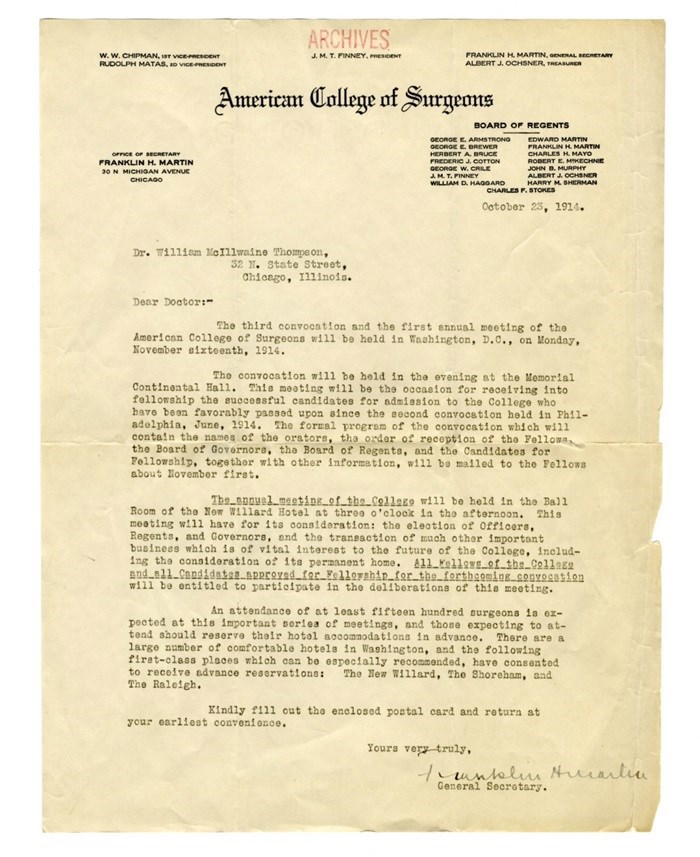 ARCHIVES
W. W. CHIPMAN, 1ST VICE-PRESIDENT
RUDOLPH MATAS, 2D VICE-PRESIDENT
J. M. T. FINNEY, PRESIDENT
FRANKLIN H. MARTIN, GENERAL SECRETARY
ALBERT J. OCHSNER, TREASURER
American College of Surgeons
OFFICE OF SECRETARY
FRANKLIN H. MARTIN
30 N MICHIGAN AVENUE
CHICAGO
BOARD OF REGENTS
GEORGE E. ARMSTRONG EDWARD MARTIN
GEORGE E. BREWER FRANKLIN H. MARTIN
HERBERT A. BRUCE CHARLES H. MAYO
FREDERIC J. COTTON ROBERT E. McKECHNIE
GEORGE W. CRILE JOHN B. MURPHY
J. M. T. FINNEY ALBERT J. OCHSNER
WILLIAM D. HAGGARD HARRY M. SHERMAN
CHARLES F. STOKES
October 23, 1914.
Dr. William McIllwaine Thompson,
32 N. State Street,
Chicago, Illinois.
Dear Doctor:-
The third convocation and the first annual meeting of the
American College of Surgeons will be held in Washington, D.C., on Monday,
November sixteenth, 1914.
The convocation will be held in the evening at the Memorial
Continental Hall. This meeting will be the occasion for receiving into
fellowship the successful candidates for admission to the College who
have been favorably passed upon since the second convocation held in Phil-
adelphia, June, 1914. The formal program of the convocation which will
contain the names of the orators, the order of reception of the Fellows,
the Board of Governors, the Board of Regents, and the Candidates for
Fellowship, together with other information, will be mailed to the Fellows
about November first.
The annual meeting of the College will be held in the Ball
Room of the New Willard Hotel at three o'clock in the afternoon. This
meeting will have for its consideration: the election of Officers,
Regents, and Governors, and the transaction of much other important
business which is of vital interest to the future of the College, includ-
ing the consideration of its permanent home. All Fellows of the College
and all Candidates approved for Fellowship for the forthcoming convocation
will be entitled to participate in the deliberations of this meeting.
An attendance of at least fifteen hundred surgeons is ex-
pected at this important series of meetings, and those expecting to at-
tend should reserve their hotel accommodations in advance. There are a
large number of comfortable hotels in Washington, and the following
first-class places which can be especially recommended, have consented
to receive advance reservations: The New Willard, The Shoreham, and
The Raleigh.
Kindly fill out the enclosed postal card and return at
your earliest convenience.
Yours very truly,
Franklin H Martin
General Secretary.